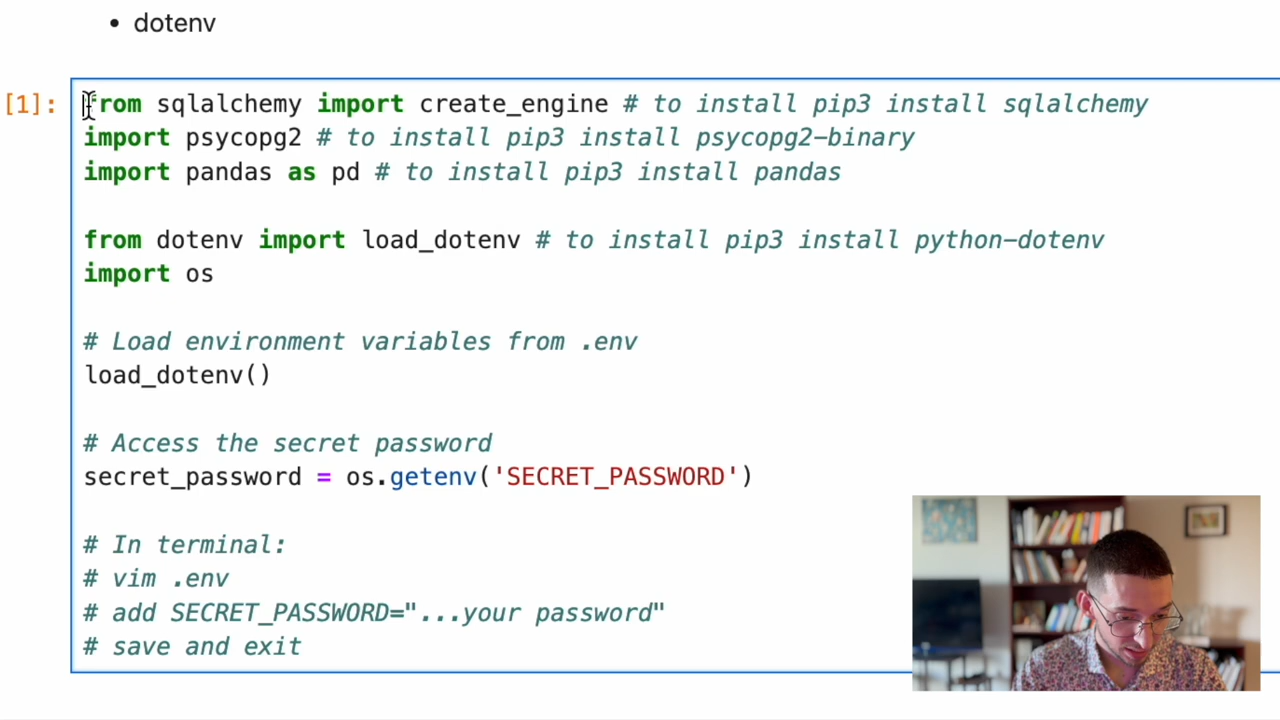 • dotenv
[1]:
from sqlalchemy import create_engine # to install pip3 install sqlalchemy
import psycopg2 # to install pip3 install psycopg2-binary
import pandas as pd # to install pip3 install pandas
from dotenv import load_dotenv # to install pip3 install python-dotenv
import os
# Load environment variables from .env
load_dotenv()
# Access the secret password
secret_password = os.getenv('SECRET_PASSWORD')
# In terminal:
# vim .env
# add SECRET_PASSWORD="...your password"
# save and exit